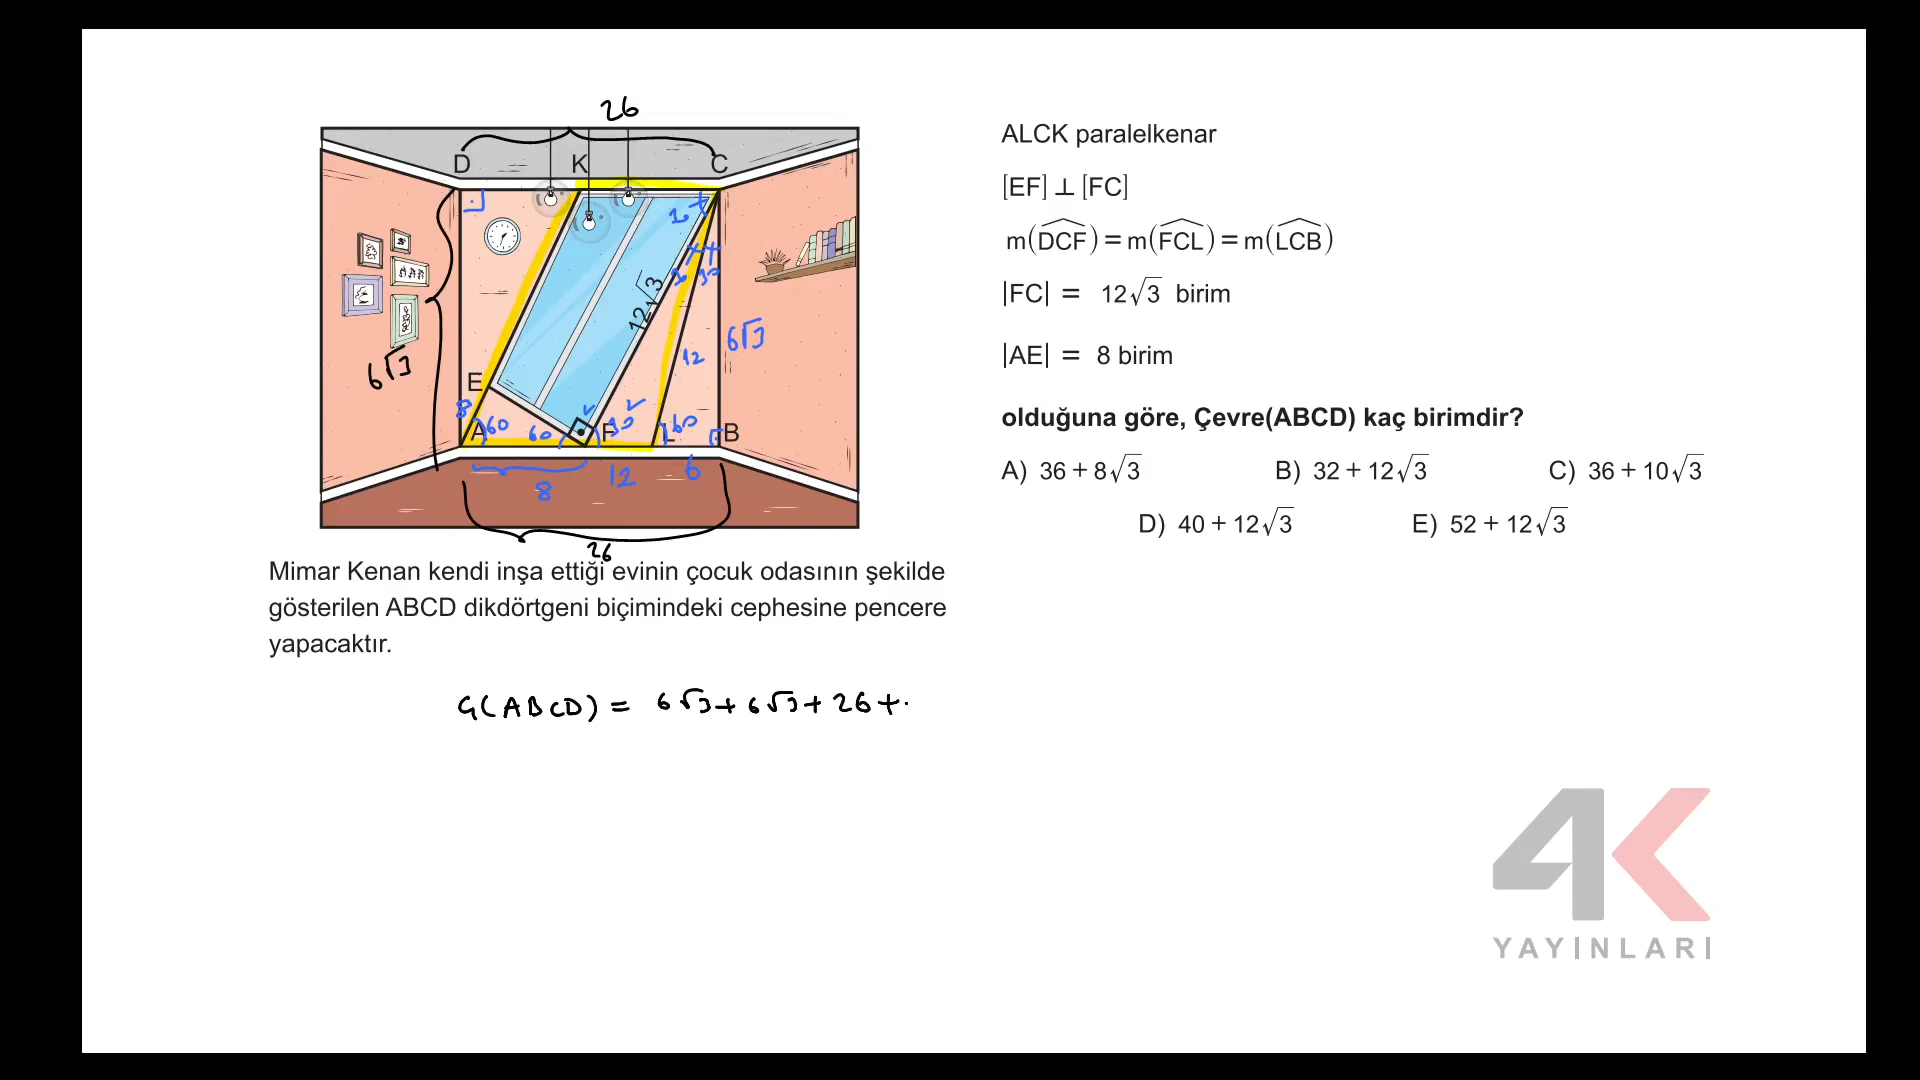 26
D K C
30
30 30
12√3
6√3
12
6√3
E
8
A 60 60 F 30 L 60 B
8 12 6
26
Mimar Kenan kendi inşa ettiği evinin çocuk odasının şekilde
gösterilen ABCD dikdörtgeni biçimindeki cephesine pencere
yapacaktır.
Ç(ABCD) = 6√3 + 6√3 + 26 +
ALCK paralelkenar
[EF] ⊥ [FC]
m(DCF) = m(FCL) = m(LCB)
|FC| = 12√3 birim
|AE| = 8 birim
olduğuna göre, Çevre(ABCD) kaç birimdir?
A) 36 + 8√3 B) 32 + 12√3 C) 36 + 10√3
D) 40 + 12√3 E) 52 + 12√3
4K
YAYINLARI